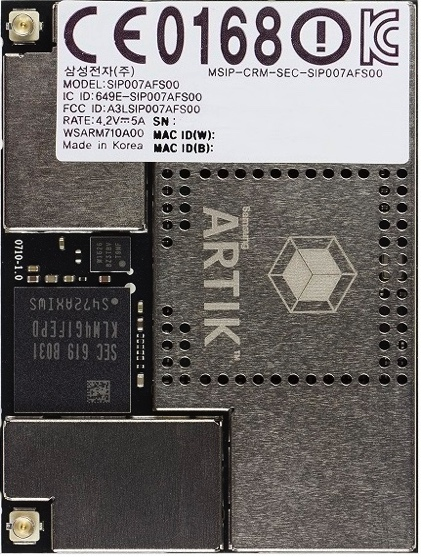 CE0168 KC
삼성전자(주)
MSIP-CRM-SEC-SIP007AFS00
MODEL:SIP007AFS00
IC ID:649E-SIP007AFS00
FCC ID:A3LSIP007AFS00
RATE:4.2V⎓5A SN :
WSARM710A00 MAC ID(W):
Made in Korea MAC ID(B):
Samsung
ARTIK™
0710-1.0
SEC 619 B031
KLMG1FEPD
S472AXIWS